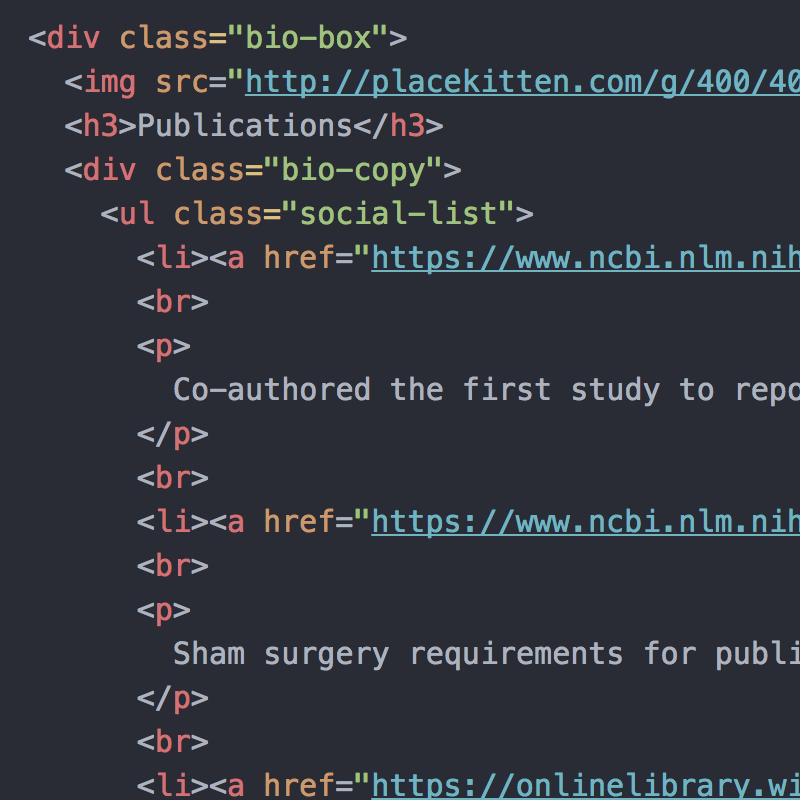 <div class="bio-box">
<img src="http://placekitten.com/g/400/40
<h3>Publications</h3>
<div class="bio-copy">
<ul class="social-list">
<li><a href="https://www.ncbi.nlm.nih
<br>
<p>
Co-authored the first study to repo
</p>
<br>
<li><a href="https://www.ncbi.nlm.nih
<br>
<p>
Sham surgery requirements for publi
</p>
<br>
<li><a href="https://onlinelibrary.wi